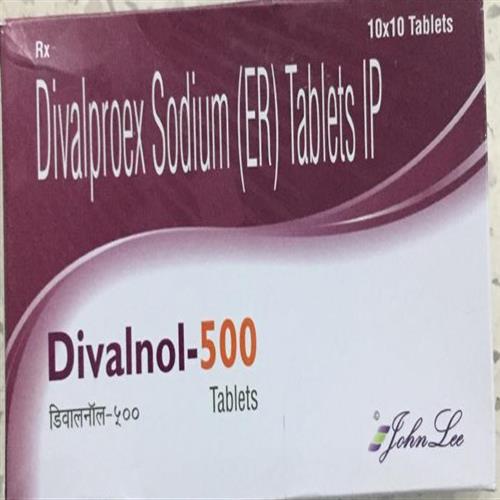 10x10 Tablets
Rx
Divalproex Sodium (ER) Tablets IP
Divalnol-500
Tablets
डिवालनॉल-५००
John Lee